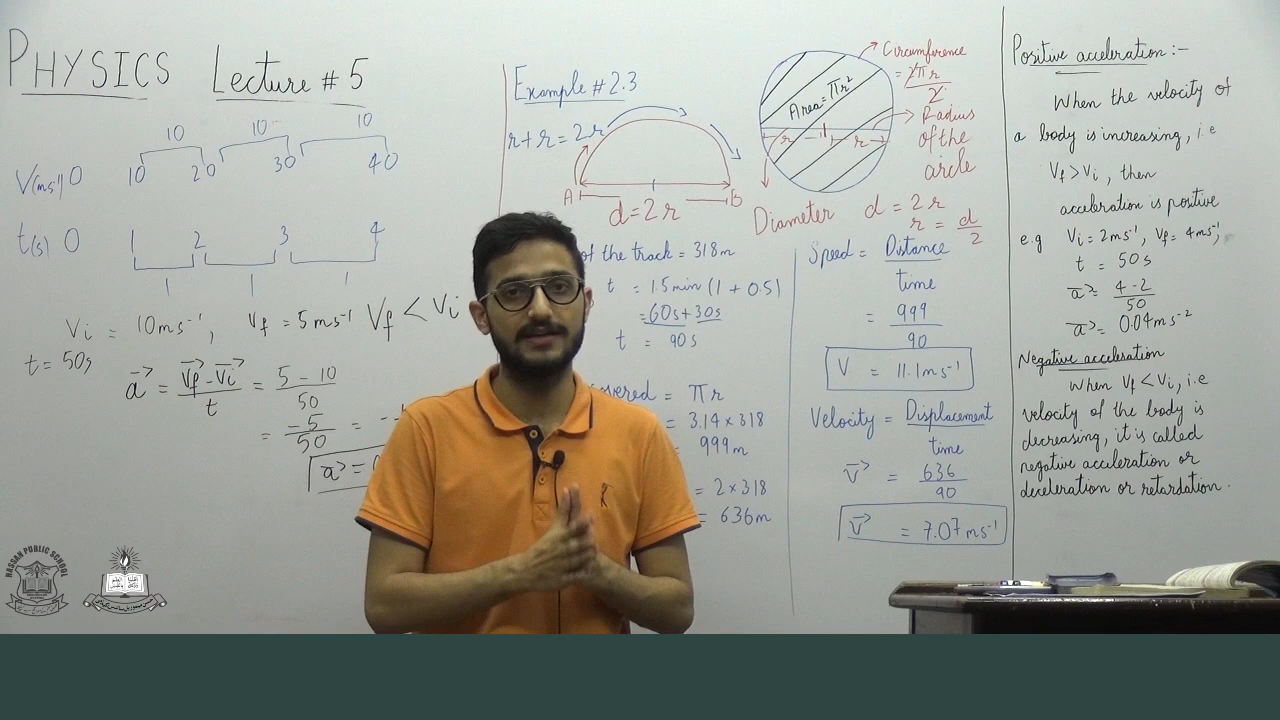 PHYSICS Lecture # 5
10 10 10
V(ms⁻¹) 0 10 20 30 40
t(s) 0 1 2 3 4
1 1 1
Vi = 10ms⁻¹, Vf = 5ms⁻¹ Vf < Vi
t = 50s
a⃗ = V⃗f - V⃗i / t = 5 - 10 / 50
= -5 / 50 =
a⃗ =
Example # 2.3
r + r = 2r
A B
d = 2r
of the track = 318m
t = 1.5min (1 + 0.5)
= 60s + 30s
t = 90s
= πr
= 3.14 × 318
999m
= 2 × 318
= 636m
Circumference
= 2πr / 2
Area = πr²
Radius
of the
circle
r r
Diameter d = 2r
r = d / 2
Speed = Distance / time
= 999 / 90
V = 11.1ms⁻¹
Velocity = Displacement / time
V⃗ = 636 / 90
V⃗ = 7.07ms⁻¹
Positive acceleration:-
When the velocity of
a body is increasing, i.e
Vf > Vi, then
acceleration is positive
e.g Vi = 2ms⁻¹, Vf = 4ms⁻¹,
t = 50s
a⃗ = 4 - 2 / 50
a⃗ = 0.04ms⁻²
Negative acceleration
When Vf < Vi, i.e
velocity of the body is
decreasing, it is called
negative acceleration or
deceleration or retardation.
HASSAN PUBLIC SCHOOL